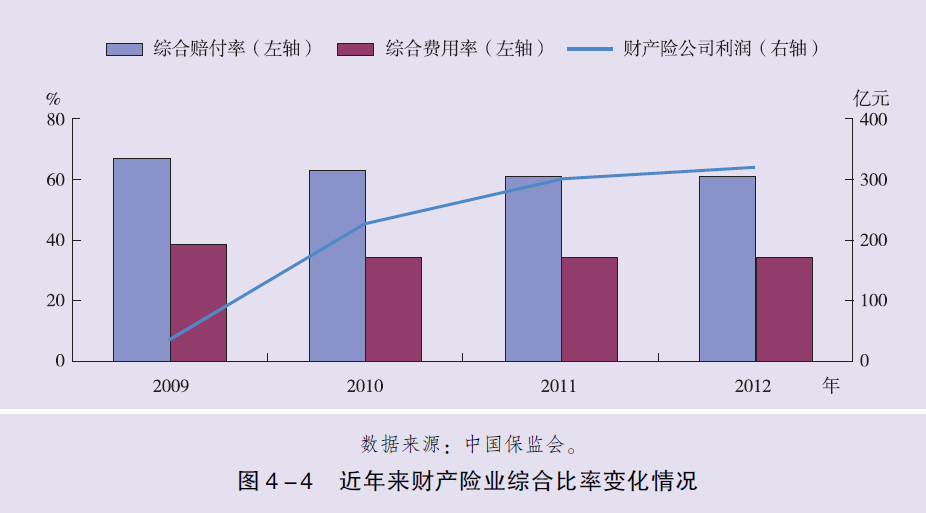 综合赔付率（左轴） 综合费用率（左轴） 财产险公司利润（右轴）
% 亿元
80 400
60 300
40 200
20 100
0 0
2009 2010 2011 2012 年
数据来源：中国保监会。
图4-4 近年来财产险业综合比率变化情况